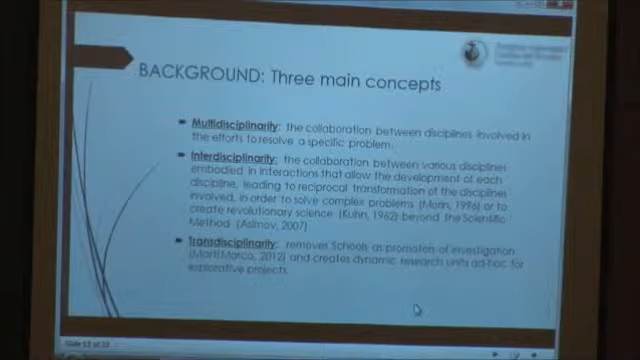 BACKGROUND: Three main concepts
Multidisciplinarity: the collaboration between disciplines involved in
the efforts to resolve a specific problem.
Interdisciplinarity: the collaboration between various disciplines
embodied in interactions that allow the development of each
discipline, leading to reciprocal transformation of the disciplines
involved, in order to solve complex problems (Morin, 1996) or to
create revolutionary science (Kuhn, 1962) beyond the Scientific
Method (Asimov, 2007)
Transdisciplinarity: removes Schools as promoters of investigation
(Martí Marco, 2012) and creates dynamic research units ad-hoc for
explorative projects